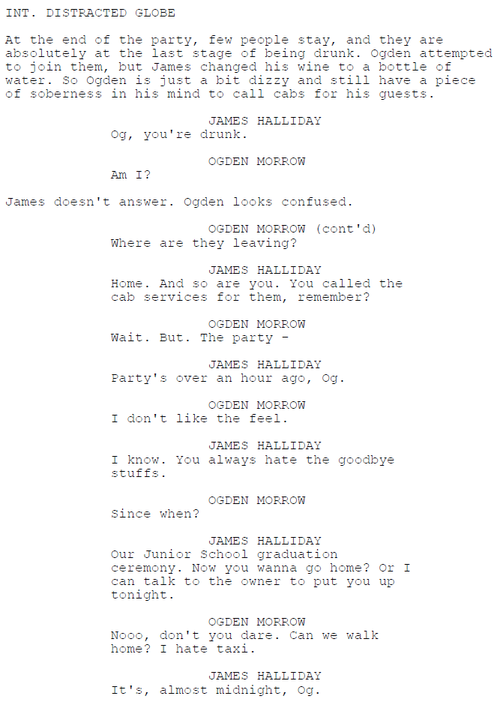 INT. DISTRACTED GLOBE
At the end of the party, few people stay, and they are
absolutely at the last stage of being drunk. Ogden attempted
to join them, but James changed his wine to a bottle of
water. So Ogden is just a bit dizzy and still have a piece
of soberness in his mind to call cabs for his guests.
JAMES HALLIDAY
Og, you're drunk.
OGDEN MORROW
Am I?
James doesn't answer. Ogden looks confused.
OGDEN MORROW (cont'd)
Where are they leaving?
JAMES HALLIDAY
Home. And so are you. You called the
cab services for them, remember?
OGDEN MORROW
Wait. But. The party -
JAMES HALLIDAY
Party's over an hour ago, Og.
OGDEN MORROW
I don't like the feel.
JAMES HALLIDAY
I know. You always hate the goodbye
stuffs.
OGDEN MORROW
Since when?
JAMES HALLIDAY
Our Junior School graduation
ceremony. Now you wanna go home? Or I
can talk to the owner to put you up
tonight.
OGDEN MORROW
Nooo, don't you dare. Can we walk
home? I hate taxi.
JAMES HALLIDAY
It's, almost midnight, Og.